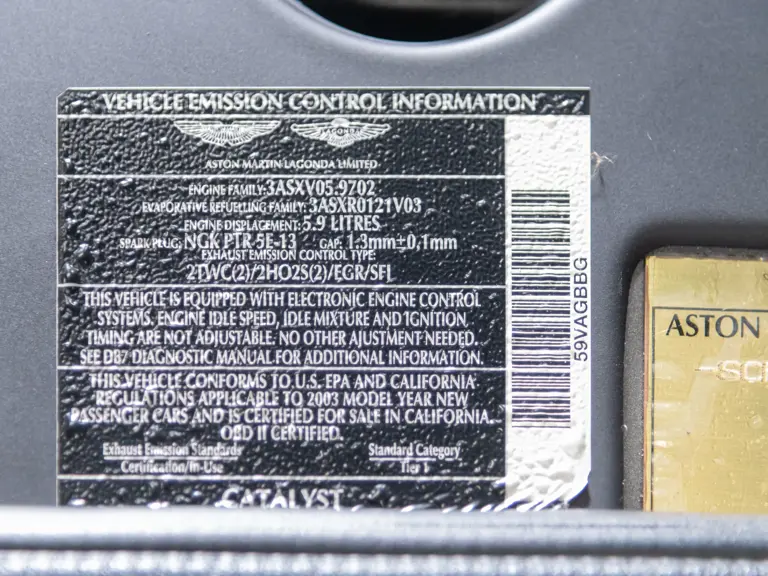 VEHICLE EMISSION CONTROL INFORMATION
LAGONDA
ASTON MARTIN LAGONDA LIMITED
ENGINE FAMILY: 3ASXV05.9702
EVAPORATIVE REFUELLING FAMILY: 3ASXR0121V03
ENGINE DISPLACEMENT: 5.9 LITRES
SPARK PLUG: NGK PTR 5E-13 GAP: 1.3mm±0,1mm
EXHAUST EMISSION CONTROL TYPE:
2TWC(2)/2HO2S(2)/EGR/SFI
THIS VEHICLE IS EQUIPPED WITH ELECTRONIC ENGINE CONTROL
SYSTEMS. ENGINE IDLE SPEED, IDLE MIXTURE AND IGNITION
TIMING ARE NOT ADJUSTABLE. NO OTHER AJUSTMENT NEEDED.
SEE DB7 DIAGNOSTIC MANUAL FOR ADDITIONAL INFORMATION.
THIS VEHICLE CONFORMS TO U.S. EPA AND CALIFORNIA
REGULATIONS APPLICABLE TO 2003 MODEL YEAR NEW
PASSENGER CARS AND IS CERTIFIED FOR SALE IN CALIFORNIA.
OBD II CERTIFIED.
Exhaust Emission Standards Standard Category
Certification/In-Use Tier 1
CATALYST
59VAGBBG
ASTON